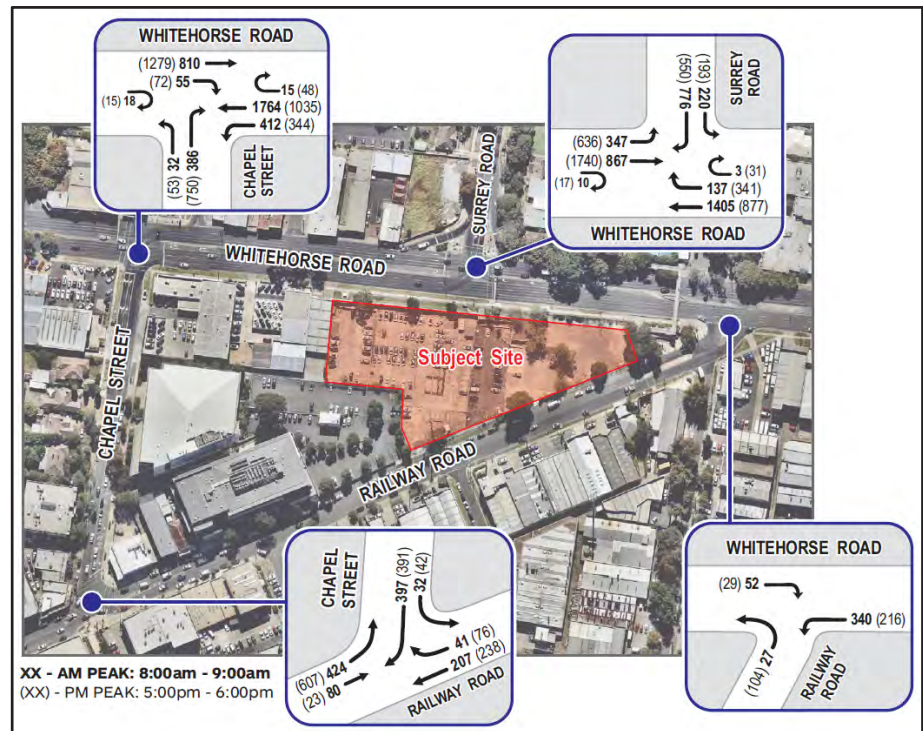 WHITEHORSE ROAD
(1279) 810
(72) 55
(15) 18
15 (48)
1764 (1035)
412 (344)
(53) 32
(750) 386
CHAPEL
STREET
(550) 776
(193) 220
SURREY
ROAD
(636) 347
(1740) 867
(17) 10
3 (31)
137 (341)
1405 (877)
WHITEHORSE ROAD
SURREY ROAD
WHITEHORSE ROAD
CHAPEL STREET
Subject Site
RAILWAY ROAD
CHAPEL
STREET
397 (391)
32 (42)
(607) 424
(23) 80
41 (76)
207 (238)
RAILWAY ROAD
WHITEHORSE ROAD
(29) 52
340 (216)
(104) 27
RAILWAY
ROAD
XX - AM PEAK: 8:00am - 9:00am
(XX) - PM PEAK: 5:00pm - 6:00pm